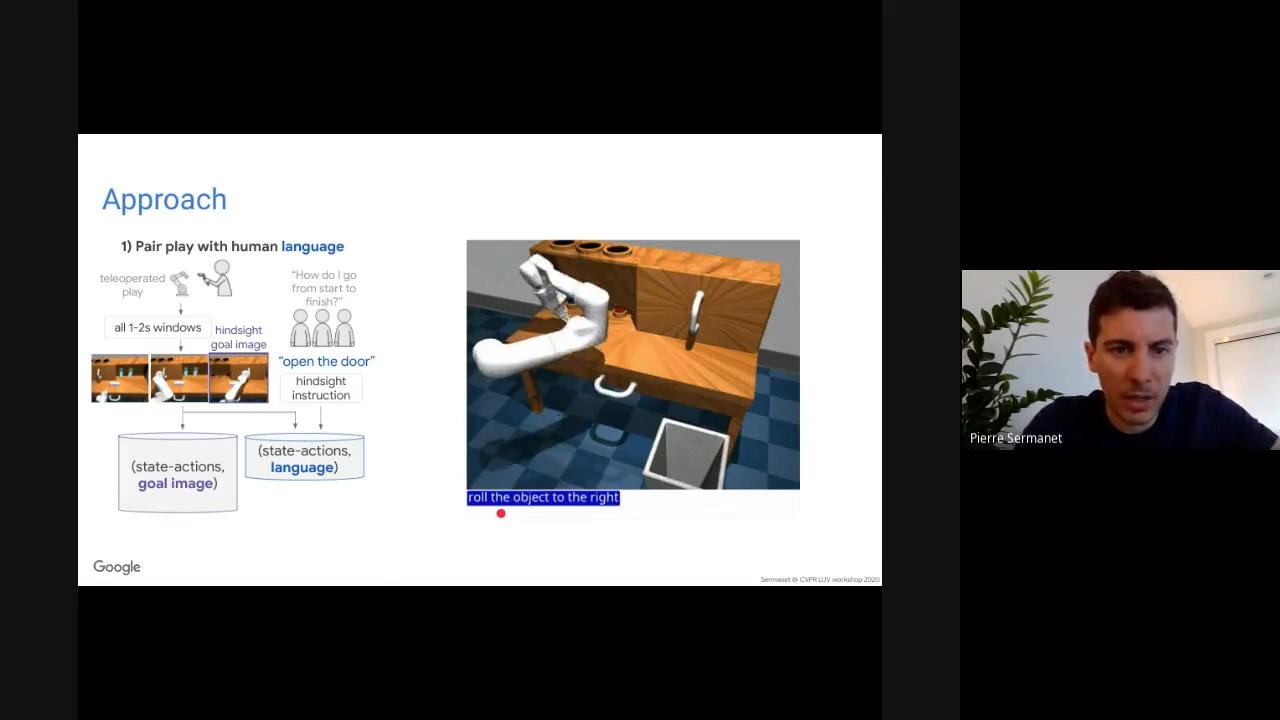 Approach
1) Pair play with human language
teleoperated
play
"How do I go
from start to
finish?"
all 1-2s windows
hindsight
goal image
"open the door"
hindsight
instruction
(state-actions,
goal image)
(state-actions,
language)
roll the object to the right
Google
Sermanet @ CVPR LUV workshop 2020
Pierre Sermanet